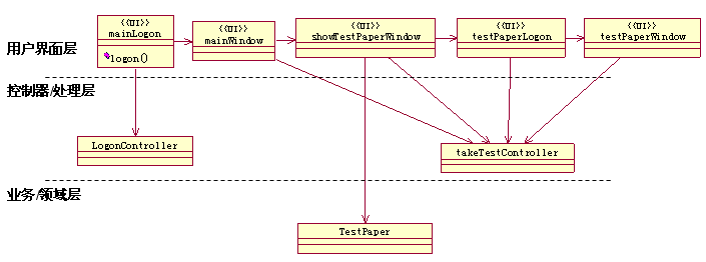 <<UI>>
mainLogon
logon()
<<UI>>
mainWindow
<<UI>>
showTestPaperWindow
<<UI>>
testPaperLogon
<<UI>>
testPaperWindow
用户界面层
控制器/处理层
LogonController
takeTestController
业务/领域层
TestPaper